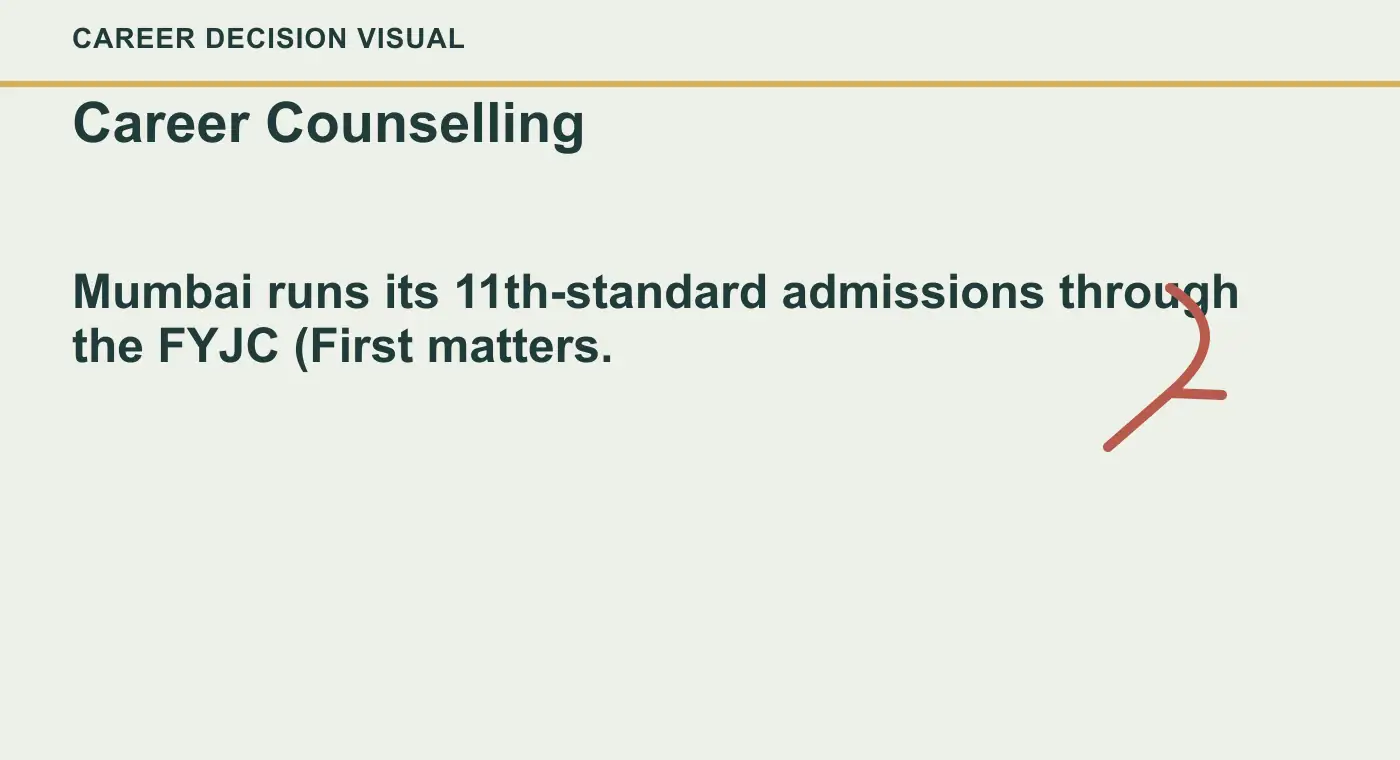 CAREER DECISION VISUAL
Career Counselling
Mumbai runs its 11th-standard admissions through
the FYJC (First matters.